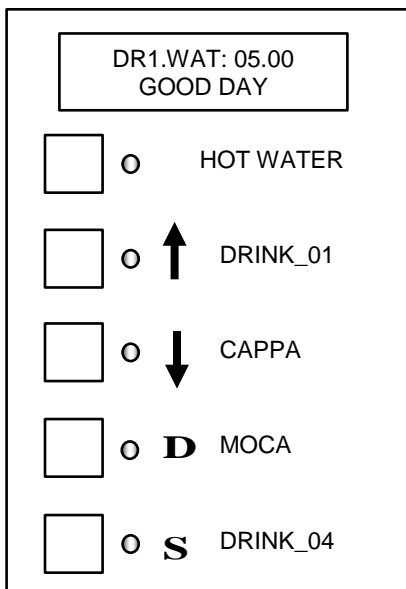 DR1.WAT: 05.00
GOOD DAY
HOT WATER
DRINK_01
CAPPA
D MOCA
S DRINK_04